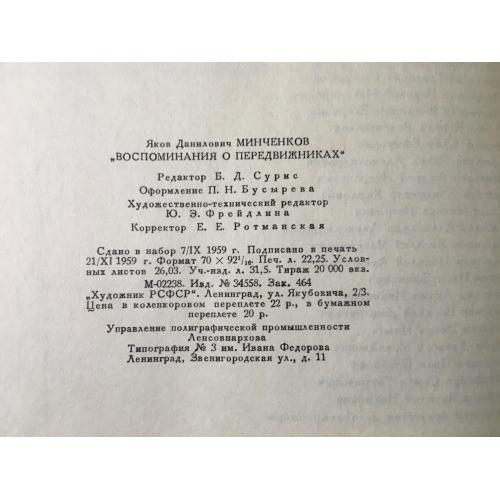 Яков Данилович МИНЧЕНКОВ
„ВОСПОМИНАНИЯ О ПЕРЕДВИЖНИКАХ“
Редактор Б. Д. Сурис
Оформление П. Н. Бусырева
Художественно-технический редактор
Ю. Э. Фрейдлина
Корректор Е. Е. Ротманская
Сдано в набор 7/IX 1959 г. Подписано в печать
21/XI 1959 г. Формат 70 × 92¹/₁₆. Печ. л. 22,25. Услов-
ных листов 26,03. Уч.-изд. л. 31,5. Тираж 20 000 экз.
М-02238. Изд. № 34558. Зак. 464
„Художник РСФСР“. Ленинград, ул. Якубовича, 2/3.
Цена в коленкоровом переплете 22 р., в бумажном
переплете 20 р.
Управление полиграфической промышленности
Ленсовнархоза
Типография № 3 им. Ивана Федорова
Ленинград, Звенигородская ул., д. 11